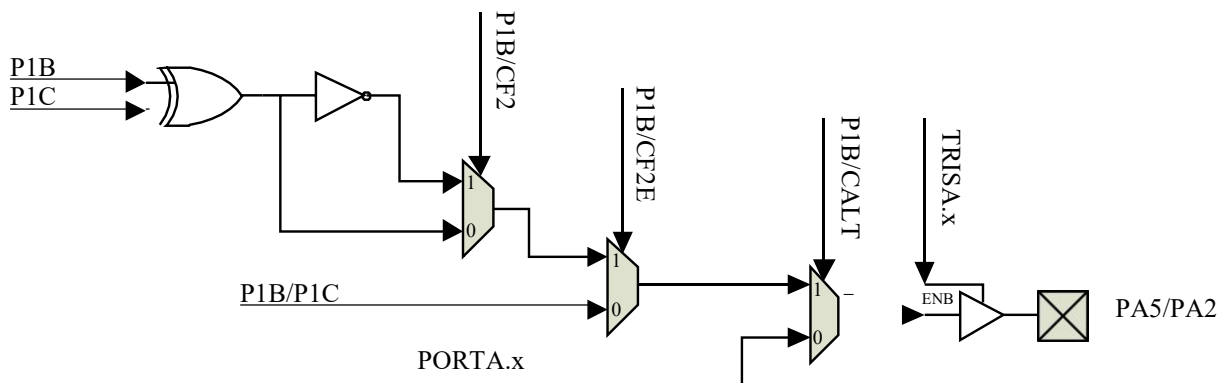 P1B
P1C
P1B/CF2
1
0
P1B/CF2E
1
0
P1B/P1C
P1B/CALT
1
0
TRISA.x
ENB
PA5/PA2
PORTA.x